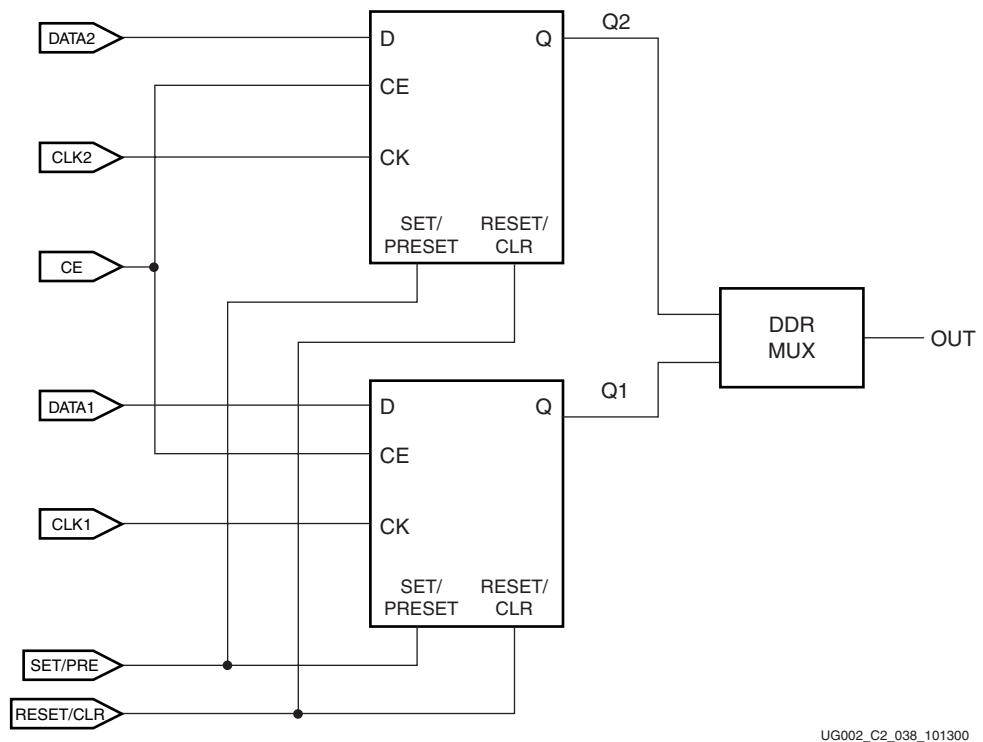 DATA2
D
Q
Q2
CE
CLK2
CK
SET/
PRESET
RESET/
CLR
CE
DDR
MUX
OUT
DATA1
D
Q
Q1
CE
CLK1
CK
SET/
PRESET
RESET/
CLR
SET/PRE
RESET/CLR
UG002_C2_038_101300